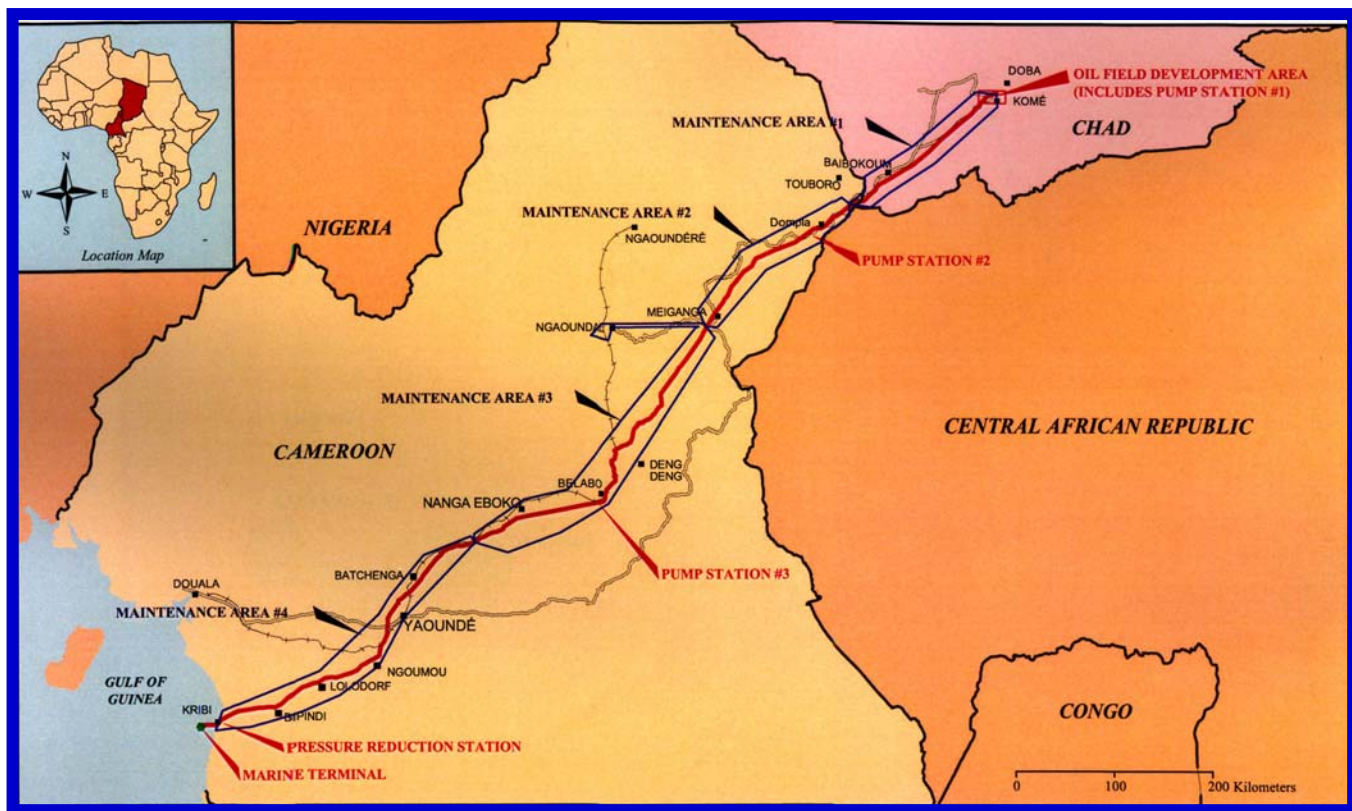 N
W
E
S
Location Map
NIGERIA
DOBA
OIL FIELD DEVELOPMENT AREA
(INCLUDES PUMP STATION #1)
KOMÉ
CHAD
MAINTENANCE AREA #1
BAIBOKOUM
TOUBORO
MAINTENANCE AREA #2
Dompla
NGAOUNDÉRÉ
PUMP STATION #2
MEIGANGA
NGAOUNDAL
MAINTENANCE AREA #3
CENTRAL AFRICAN REPUBLIC
CAMEROON
DENG
DENG
BELABO
NANGA EBOKO
PUMP STATION #3
BATCHENGA
DOUALA
MAINTENANCE AREA #4
YAOUNDÉ
NGOUMOU
GULF OF
GUINEA
LOLODORF
KRIBI
BIPINDI
CONGO
PRESSURE REDUCTION STATION
MARINE TERMINAL
0
100
200 Kilometers